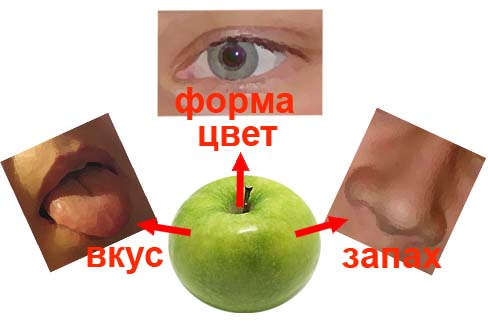 форма
цвет
вкус
запах